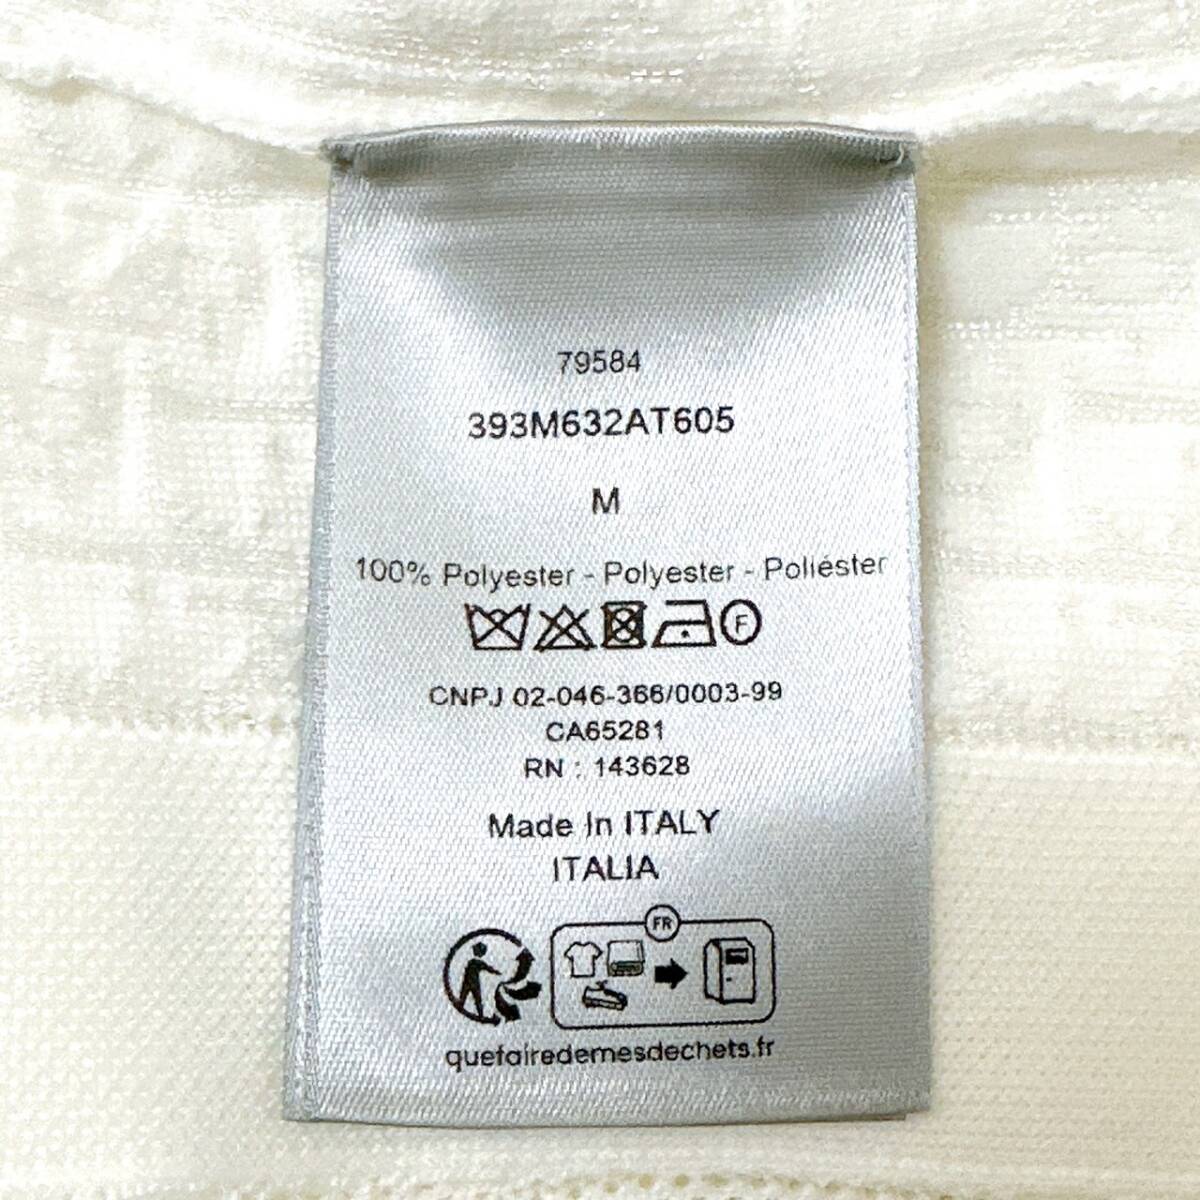 79584
393M632AT605
M
100% Polyester - Polyester - Poliéster
F
CNPJ 02-046-366/0003-99
CA65281
RN : 143628
Made In ITALY
ITALIA
FR
quefairedemesdechets.fr